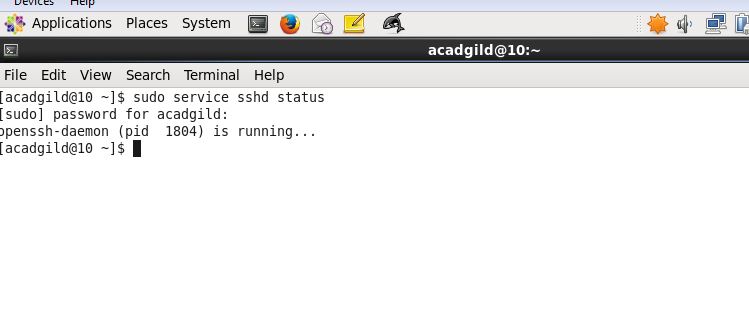 Devices Help
Applications Places System
acadgild@10:~
File Edit View Search Terminal Help
[acadgild@10 ~]$ sudo service sshd status
[sudo] password for acadgild:
openssh-daemon (pid  1804) is running...
[acadgild@10 ~]$